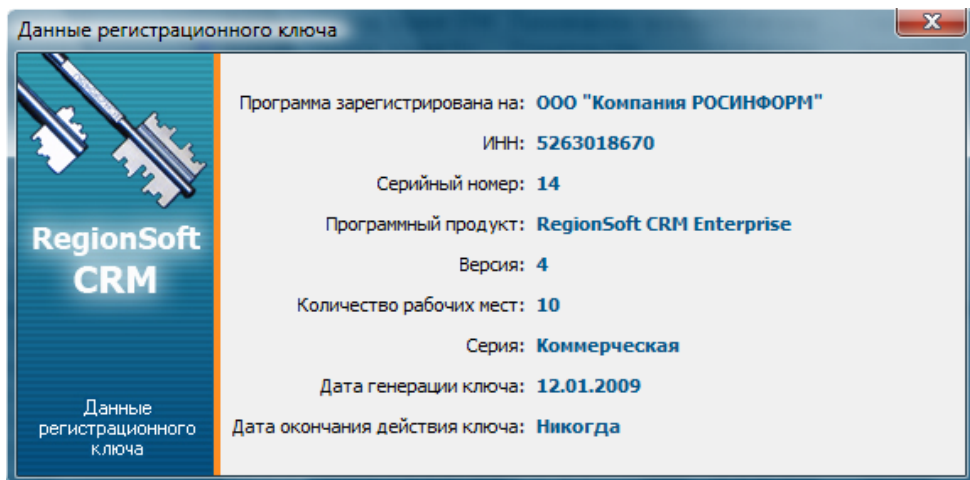 Данные регистрационного ключа
Программа зарегистрирована на: ООО "Компания РОСИНФОРМ"
ИНН: 5263018670
Серийный номер: 14
Программный продукт: RegionSoft CRM Enterprise
Версия: 4
Количество рабочих мест: 10
Серия: Коммерческая
Дата генерации ключа: 12.01.2009
Дата окончания действия ключа: Никогда
RegionSoft
CRM
Данные
регистрационного
ключа